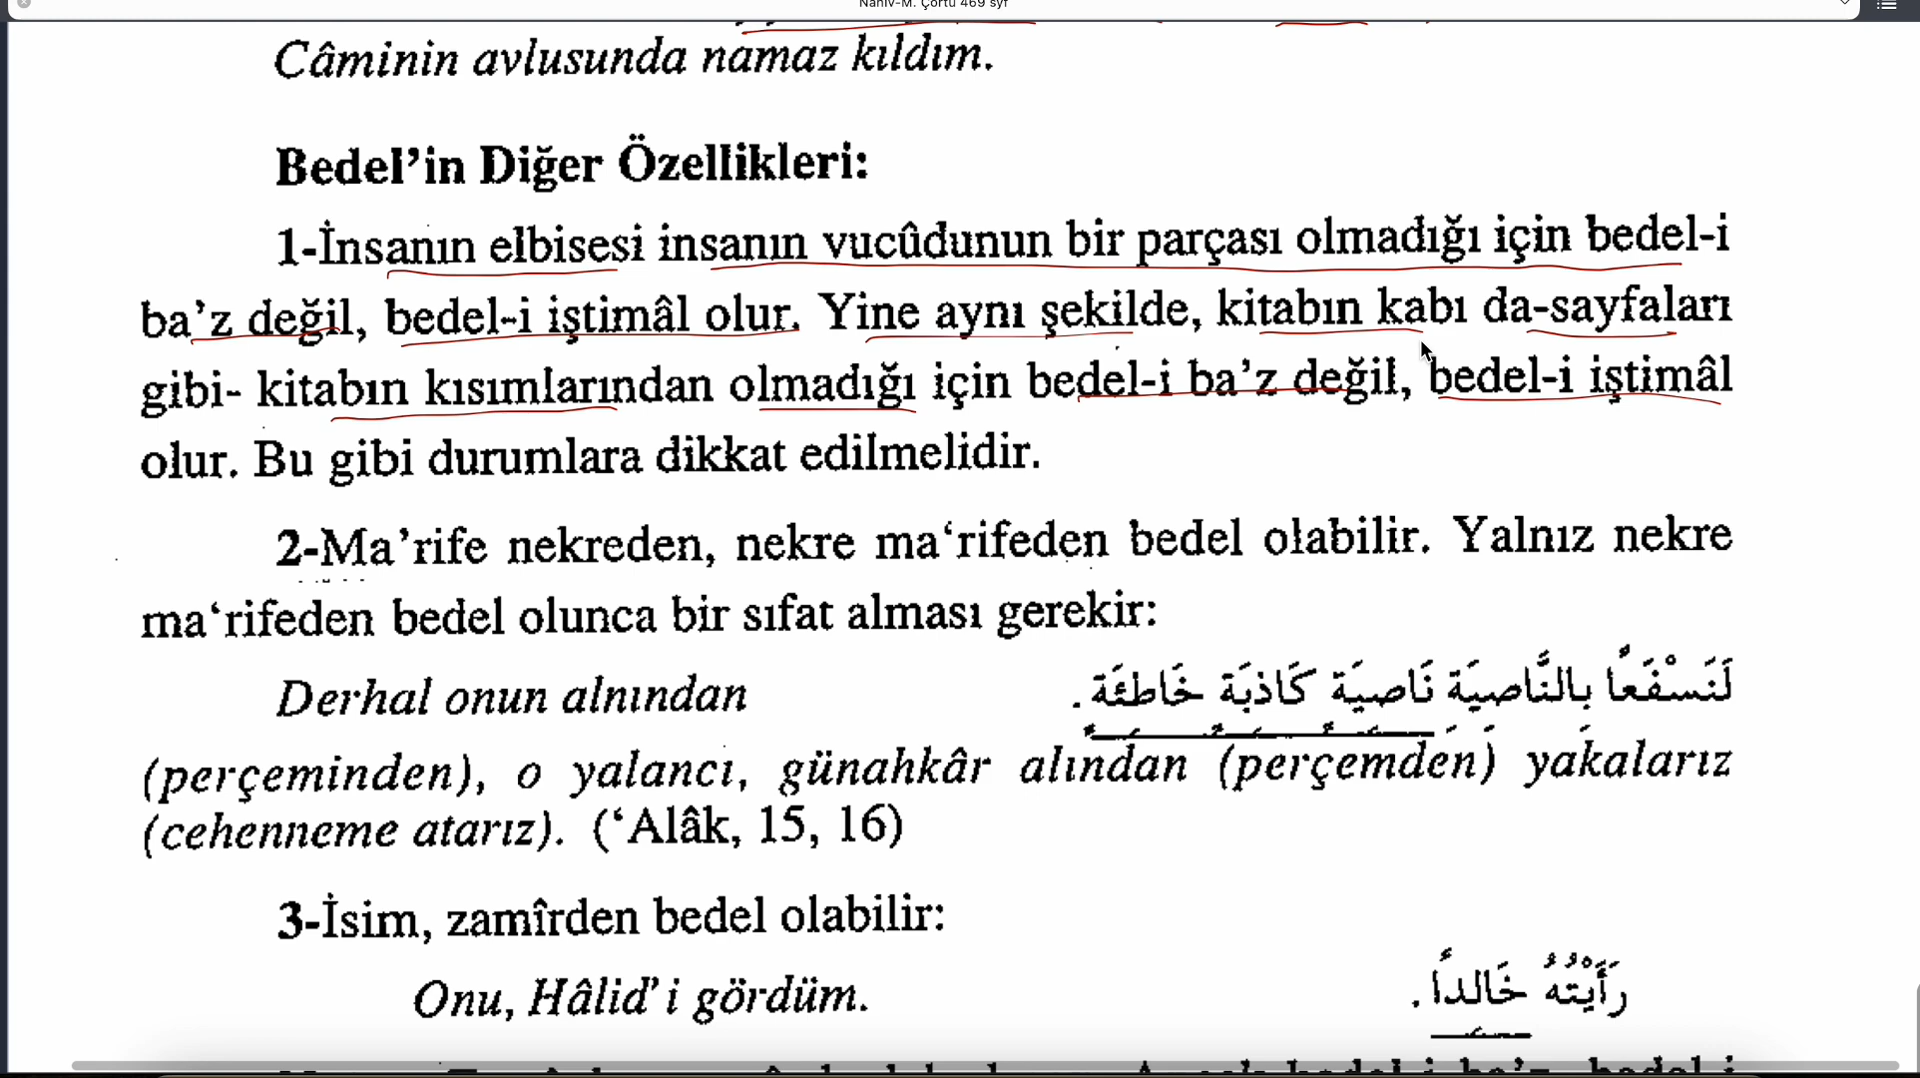 Nahiv-M. Çörtü 469 syf
Câminin avlusunda namaz kıldım.
Bedel’in Diğer Özellikleri:
1-İnsanın elbisesi insanın vucûdunun bir parçası olmadığı için bedel-i
ba’z değil, bedel-i iştimâl olur. Yine aynı şekilde, kitabın kabı da-sayfaları
gibi- kitabın kısımlarından olmadığı için bedel-i ba’z değil, bedel-i iştimâl
olur. Bu gibi durumlara dikkat edilmelidir.
2-Ma’rife nekreden, nekre ma‘rifeden bedel olabilir. Yalnız nekre
ma‘rifeden bedel olunca bir sıfat alması gerekir:
Derhal onun alnından لَنَسْفَعاً بِالنَّاصِيَةِ نَاصِيَةٍ كَاذِبَةٍ خَاطِئَةٍ .
(perçeminden), o yalancı, günahkâr alından (perçemden) yakalarız
(cehenneme atarız). (‘Alâk, 15, 16)
3-İsim, zamîrden bedel olabilir:
Onu, Hâlid’i gördüm. رَأَيْتُهُ خَالِداً .